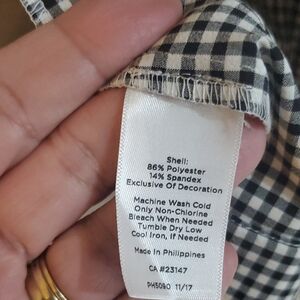 Shell:
86% Polyester
14% Spandex
Exclusive Of Decoration
Machine Wash Cold
Only Non-Chlorine
Bleach When Needed
Tumble Dry Low
Cool Iron, If Needed
Made In Philippines
CA #23147
PH5090 11/17